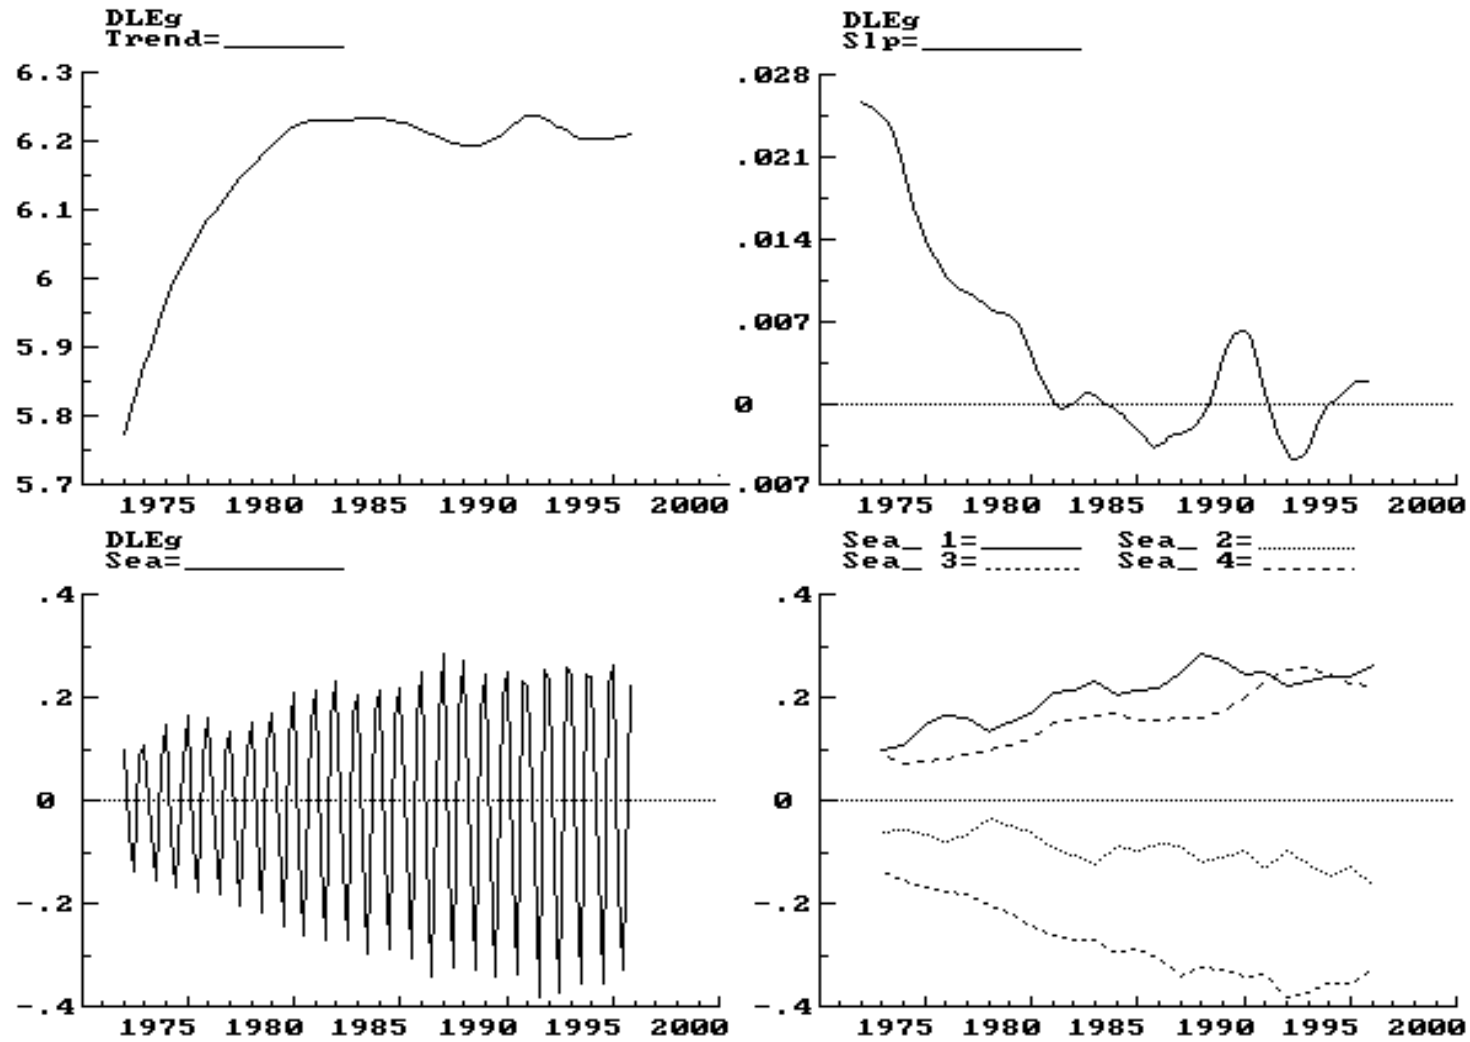 DLEg
Trend=
6.3
6.2
6.1
6
5.9
5.8
5.7
1975 1980 1985 1990 1995 2000
DLEg
Slp=
.028
.021
.014
.007
0
.007
1975 1980 1985 1990 1995 2000
DLEg
Sea=
.4
.2
0
-.2
-.4
1975 1980 1985 1990 1995 2000
Sea_ 1= Sea_ 2=
Sea_ 3= Sea_ 4=
.4
.2
0
-.2
-.4
1975 1980 1985 1990 1995 2000